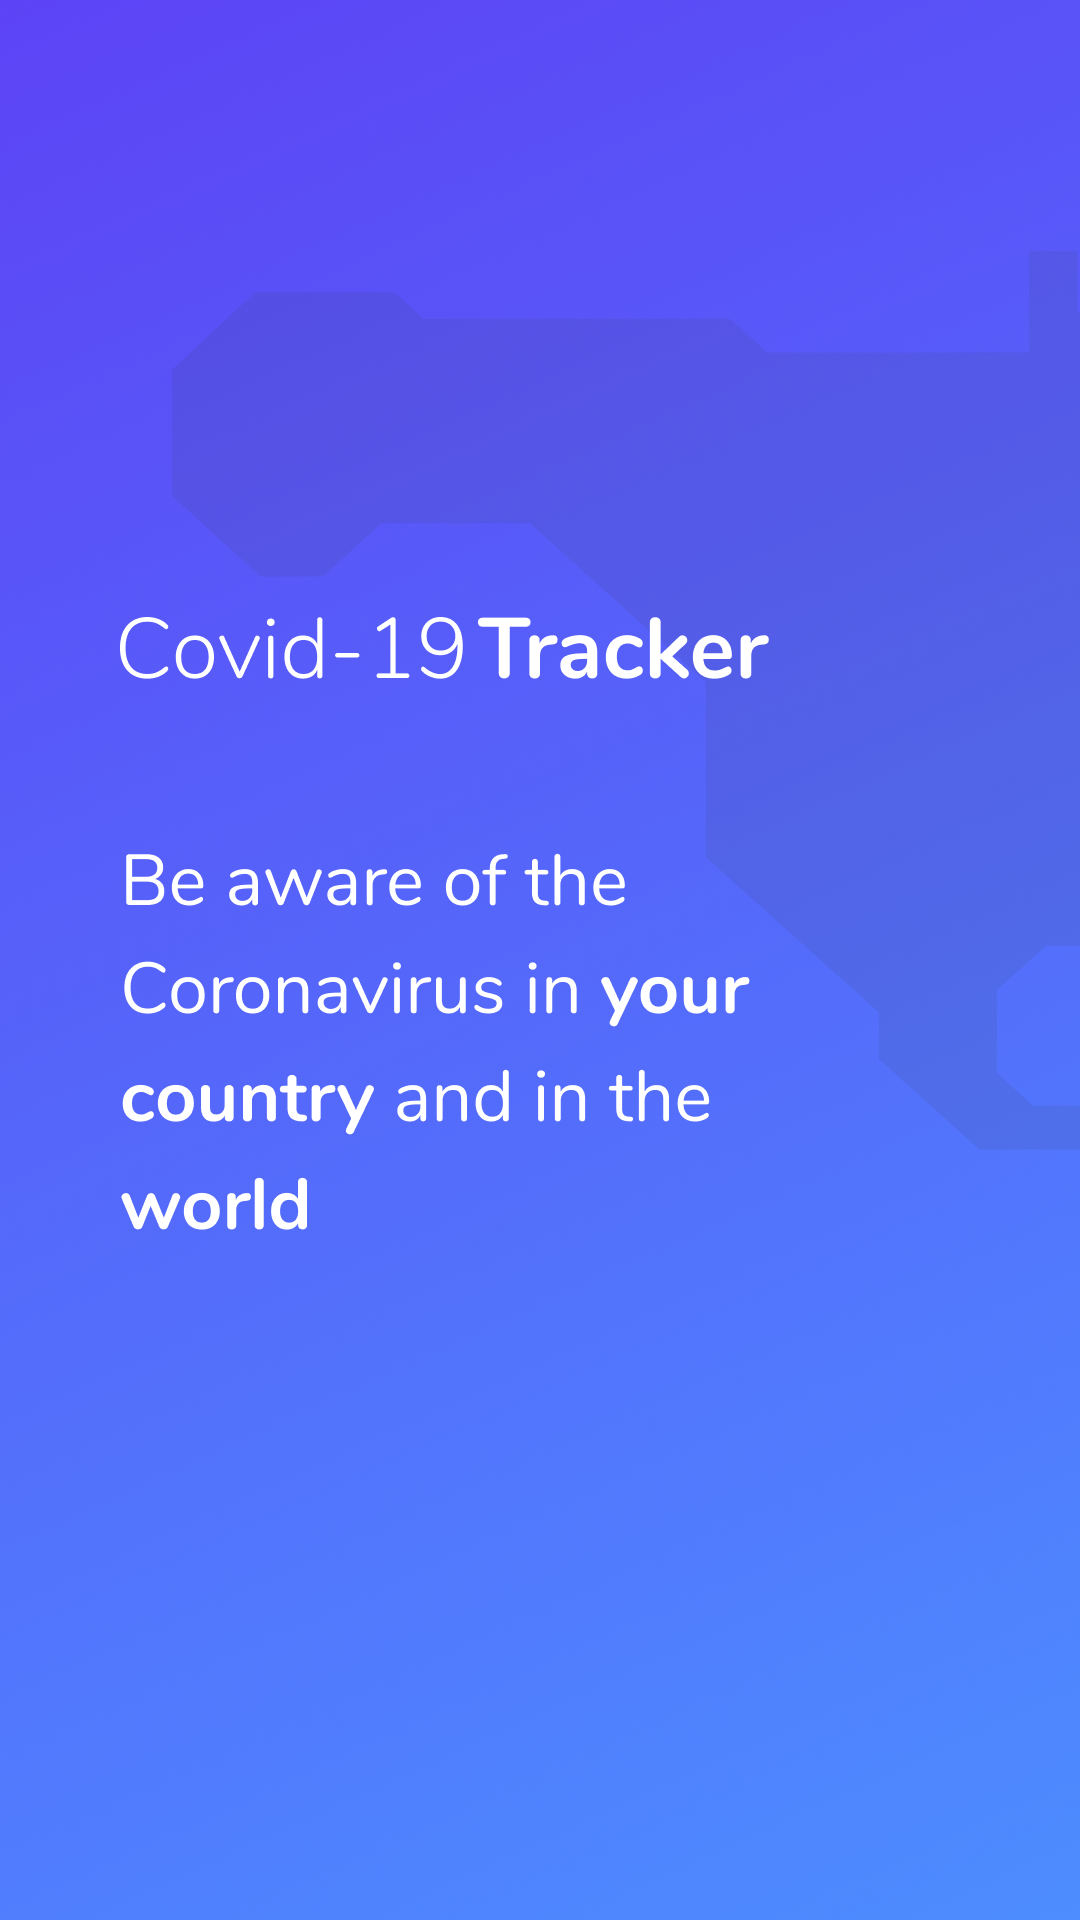 Covid-19 Tracker
Be aware of the
Coronavirus in your
country and in the
world